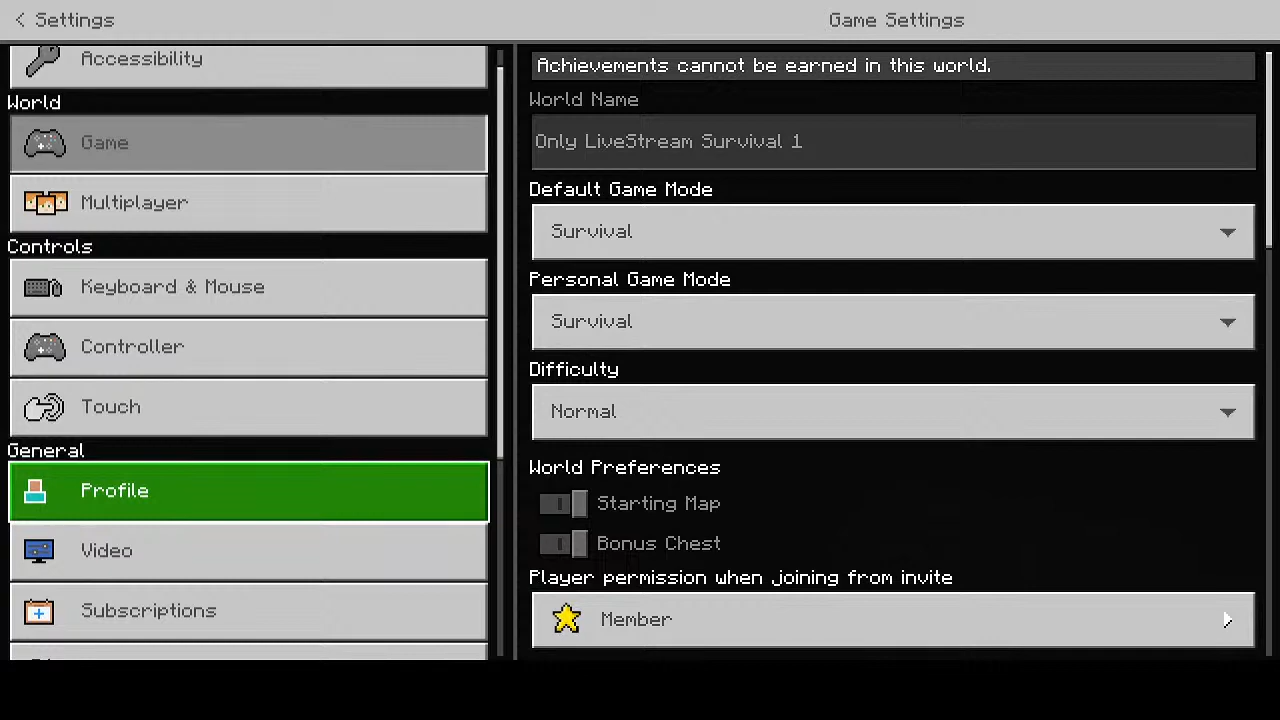 Settings
Game Settings
Accessibility
World
Game
Multiplayer
Controls
Keyboard & Mouse
Controller
Touch
General
Profile
Video
Subscriptions
Achievements cannot be earned in this world.
World Name
Only LiveStream Survival 1
Default Game Mode
Survival
Personal Game Mode
Survival
Difficulty
Normal
World Preferences
Starting Map
Bonus Chest
Player permission when joining from invite
Member